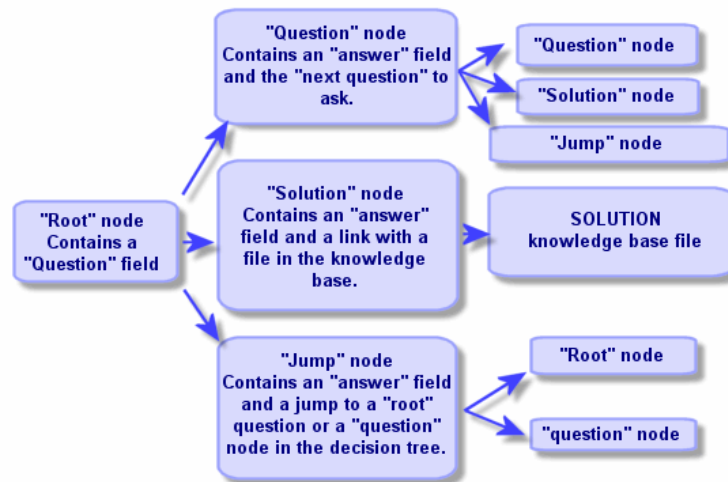 "Question" node
Contains an "answer" field
and the "next question" to
ask.
"Question" node
"Solution" node
"Jump" node
"Root" node
Contains a
"Question" field
"Solution" node
Contains an "answer"
field and a link with a
file in the knowledge
base.
SOLUTION
knowledge base file
"Jump" node
Contains an "answer" field
and a jump to a "root"
question or a "question"
node in the decision tree.
"Root" node
"question" node